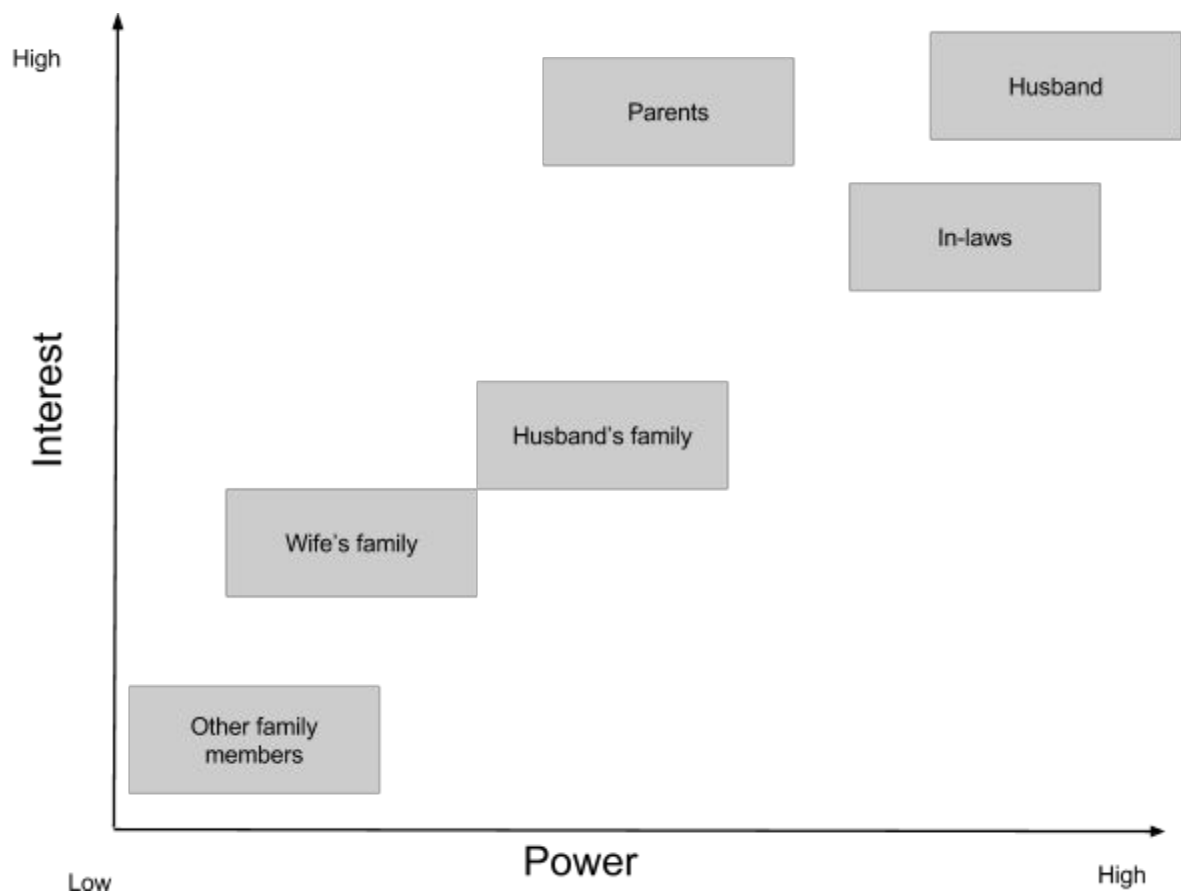 High
Husband
Parents
In-laws
Interest
Husband's family
Wife's family
Other family
members
Power
High
Low